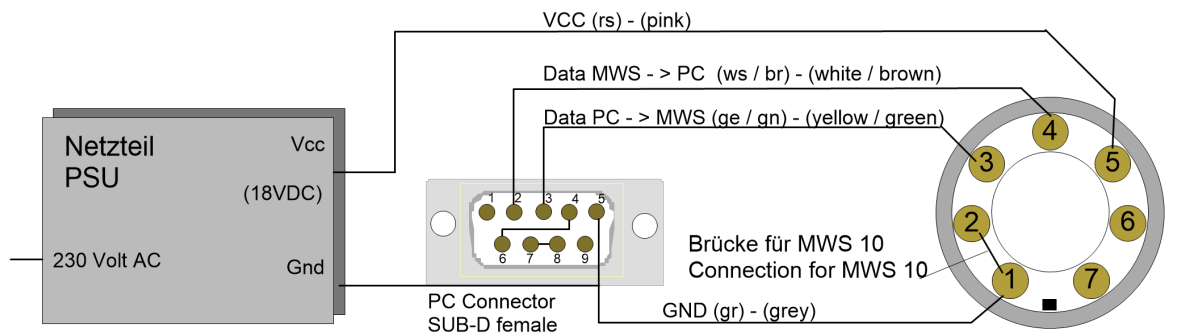 VCC (rs) - (pink)
Data MWS - > PC (ws / br) - (white / brown)
Data PC - > MWS (ge / gn) - (yellow / green)
Netzteil
PSU
Vcc
(18VDC)
230 Volt AC
Gnd
1 2 3 4 5
6 7 8 9
PC Connector
SUB-D female
Brücke für MWS 10
Connection for MWS 10
GND (gr) - (grey)
4
3
5
2
6
1
7